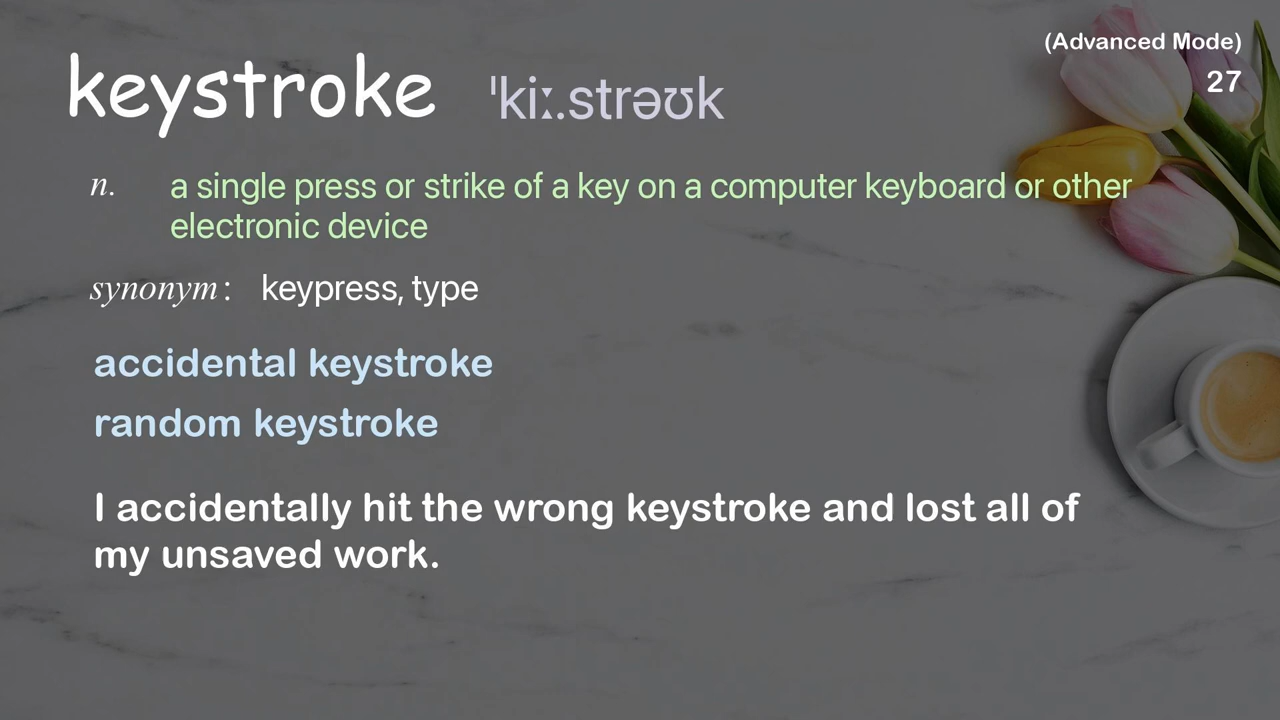 (Advanced Mode)
27
keystroke ˈkiː.strəʊk
n. a single press or strike of a key on a computer keyboard or other
electronic device
synonym: keypress, type
accidental keystroke
random keystroke
I accidentally hit the wrong keystroke and lost all of
my unsaved work.